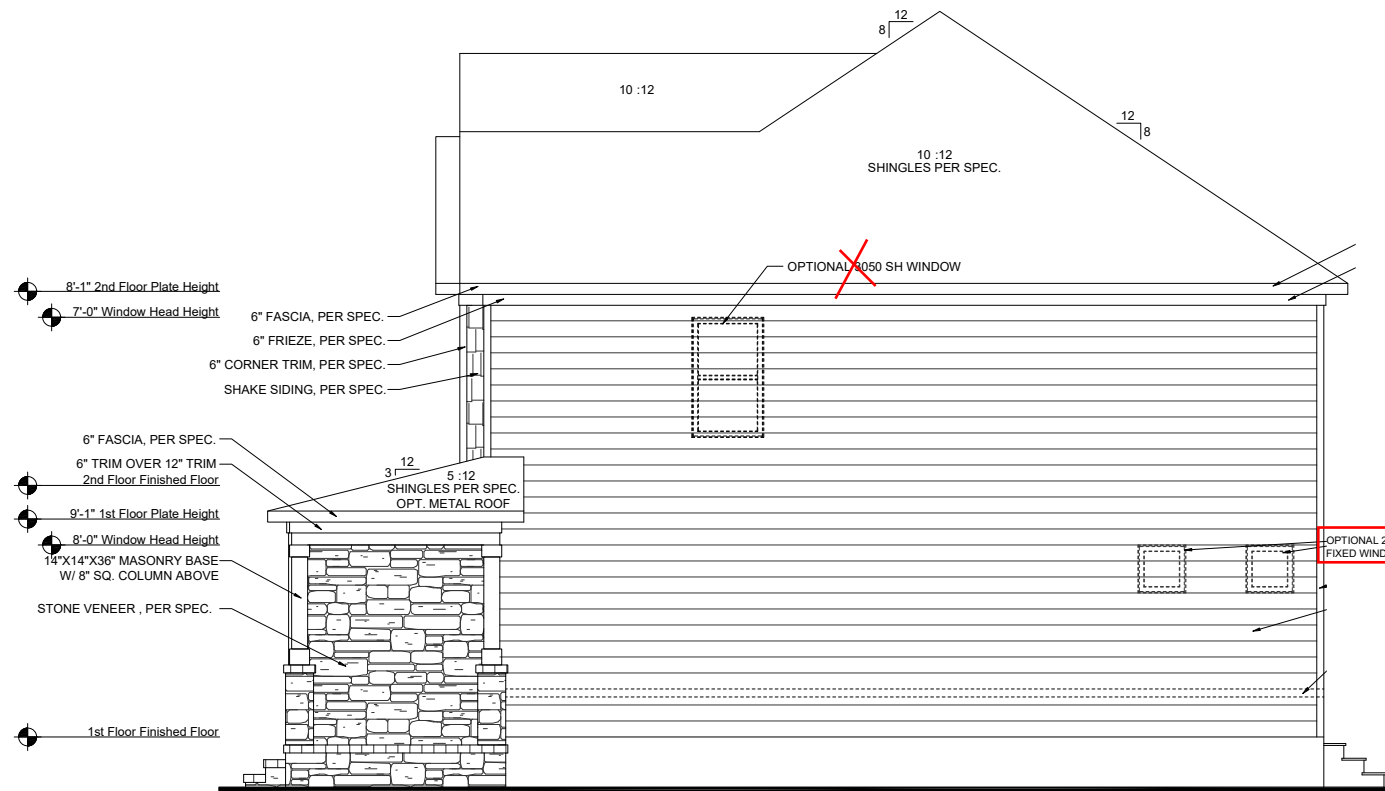 12
8
10 :12
12
8
10 :12
SHINGLES PER SPEC.
OPTIONAL 3050 SH WINDOW
8'-1" 2nd Floor Plate Height
7'-0" Window Head Height
6" FASCIA, PER SPEC.
6" FRIEZE, PER SPEC.
6" CORNER TRIM, PER SPEC.
SHAKE SIDING, PER SPEC.
6" FASCIA, PER SPEC.
6" TRIM OVER 12" TRIM
2nd Floor Finished Floor
12
3
5 :12
SHINGLES PER SPEC.
OPT. METAL ROOF
9'-1" 1st Floor Plate Height
8'-0" Window Head Height
14"X14"X36" MASONRY BASE
W/ 8" SQ. COLUMN ABOVE
STONE VENEER , PER SPEC.
OPTIONAL 2
FIXED WIND
1st Floor Finished Floor